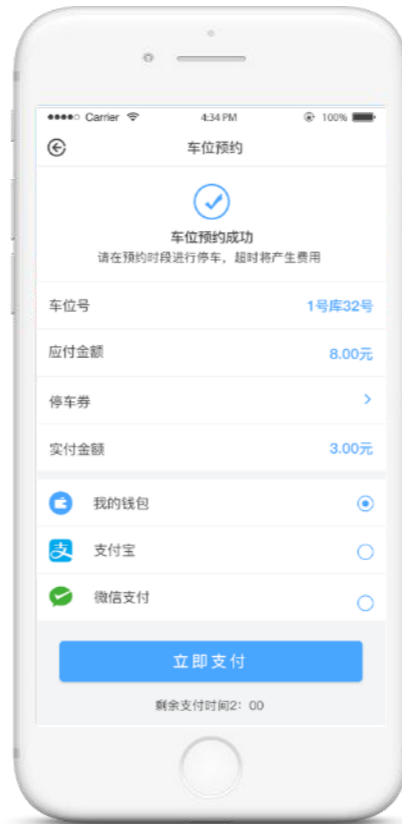 Carrier 4:34 PM 100%
车位预约
车位预约成功
请在预约时段进行停车，超时将产生费用
车位号 1号库32号
应付金额 8.00元
停车券
实付金额 3.00元
我的钱包
支付宝
微信支付
立即支付
剩余支付时间2：00